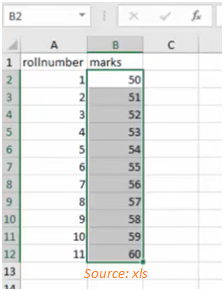 B2 fx
A B C
1 rollnumber marks
2 1 50
3 2 51
4 3 52
5 4 53
6 5 54
7 6 55
8 7 56
9 8 57
10 9 58
11 10 59
12 11 60
13
Source: xls